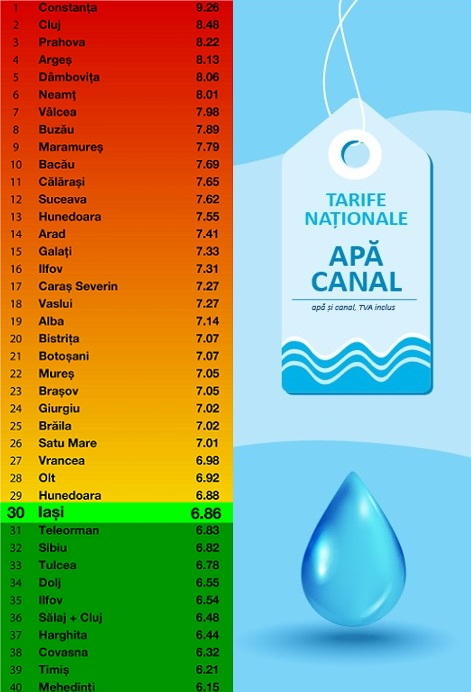 1 Constanța 9.26
2 Cluj 8.48
3 Prahova 8.22
4 Argeș 8.13
5 Dâmbovița 8.06
6 Neamț 8.01
7 Vâlcea 7.98
8 Buzău 7.89
9 Maramureș 7.79
10 Bacău 7.69
11 Călărași 7.65
12 Suceava 7.62
13 Hunedoara 7.55
14 Arad 7.41
15 Galați 7.33
16 Ilfov 7.31
17 Caraș Severin 7.27
18 Vaslui 7.27
19 Alba 7.14
20 Bistrița 7.07
21 Botoșani 7.07
22 Mureș 7.05
23 Brașov 7.05
24 Giurgiu 7.02
25 Brăila 7.02
26 Satu Mare 7.01
27 Vrancea 6.98
28 Olt 6.92
29 Hunedoara 6.88
30 Iași 6.86
31 Teleorman 6.83
32 Sibiu 6.82
33 Tulcea 6.78
34 Dolj 6.55
35 Ilfov 6.54
36 Sălaj + Cluj 6.48
37 Harghita 6.44
38 Covasna 6.32
39 Timiș 6.21
40 Mehedinți 6.15
TARIFE
NAȚIONALE
APĂ
CANAL
apă și canal, TVA inclus